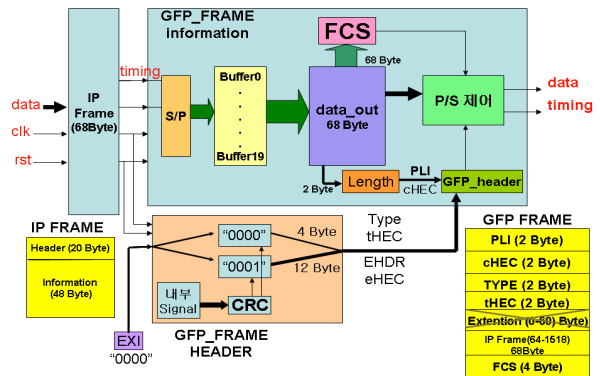 GFP_FRAME
information
FCS
timing
68 Byte
data
clk
rst
IP
Frame
(68Byte)
S/P
Buffer0
Buffer19
data_out
68 Byte
P/S 제어
data
timing
2 Byte
Length
PLI
cHEC
GFP_header
IP FRAME
Header (20 Byte)
Information
(48 Byte)
"0000"
"0001"
4 Byte
12 Byte
Type
tHEC
EHDR
eHEC
내부
Signal
CRC
EXI
"0000"
GFP_FRAME
HEADER
GFP FRAME
PLI (2 Byte)
cHEC (2 Byte)
TYPE (2 Byte)
tHEC (2 Byte)
Extention (0-60) Byte)
IP Frame(64-1518)
68Byte
FCS (4 Byte)